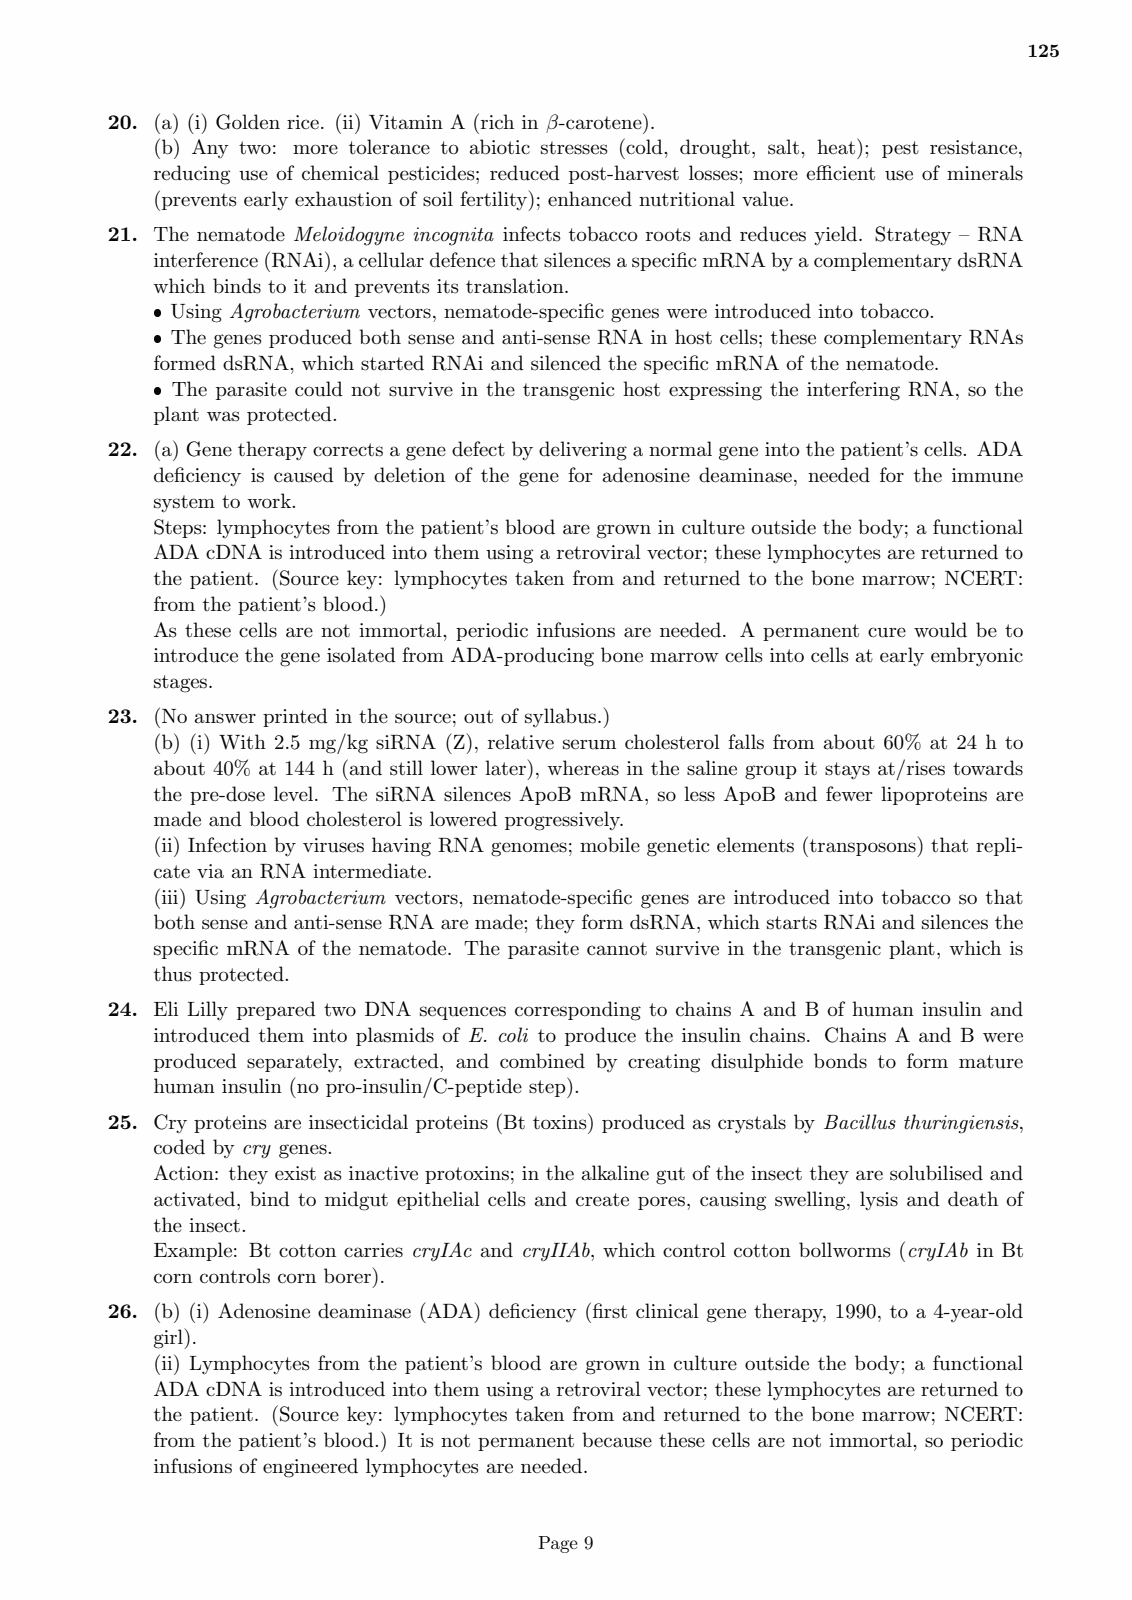 125
20. (a) (i) Golden rice. (ii) Vitamin A (rich in β-carotene).
(b) Any two: more tolerance to abiotic stresses (cold, drought, salt, heat); pest resistance,
reducing use of chemical pesticides; reduced post-harvest losses; more efficient use of minerals
(prevents early exhaustion of soil fertility); enhanced nutritional value.
21. The nematode Meloidogyne incognita infects tobacco roots and reduces yield. Strategy – RNA
interference (RNAi), a cellular defence that silences a specific mRNA by a complementary dsRNA
which binds to it and prevents its translation.
• Using Agrobacterium vectors, nematode-specific genes were introduced into tobacco.
• The genes produced both sense and anti-sense RNA in host cells; these complementary RNAs
formed dsRNA, which started RNAi and silenced the specific mRNA of the nematode.
• The parasite could not survive in the transgenic host expressing the interfering RNA, so the
plant was protected.
22. (a) Gene therapy corrects a gene defect by delivering a normal gene into the patient's cells. ADA
deficiency is caused by deletion of the gene for adenosine deaminase, needed for the immune
system to work.
Steps: lymphocytes from the patient's blood are grown in culture outside the body; a functional
ADA cDNA is introduced into them using a retroviral vector; these lymphocytes are returned to
the patient. (Source key: lymphocytes taken from and returned to the bone marrow; NCERT:
from the patient's blood.)
As these cells are not immortal, periodic infusions are needed. A permanent cure would be to
introduce the gene isolated from ADA-producing bone marrow cells into cells at early embryonic
stages.
23. (No answer printed in the source; out of syllabus.)
(b) (i) With 2.5 mg/kg siRNA (Z), relative serum cholesterol falls from about 60% at 24 h to
about 40% at 144 h (and still lower later), whereas in the saline group it stays at/rises towards
the pre-dose level. The siRNA silences ApoB mRNA, so less ApoB and fewer lipoproteins are
made and blood cholesterol is lowered progressively.
(ii) Infection by viruses having RNA genomes; mobile genetic elements (transposons) that repli-
cate via an RNA intermediate.
(iii) Using Agrobacterium vectors, nematode-specific genes are introduced into tobacco so that
both sense and anti-sense RNA are made; they form dsRNA, which starts RNAi and silences the
specific mRNA of the nematode. The parasite cannot survive in the transgenic plant, which is
thus protected.
24. Eli Lilly prepared two DNA sequences corresponding to chains A and B of human insulin and
introduced them into plasmids of E. coli to produce the insulin chains. Chains A and B were
produced separately, extracted, and combined by creating disulphide bonds to form mature
human insulin (no pro-insulin/C-peptide step).
25. Cry proteins are insecticidal proteins (Bt toxins) produced as crystals by Bacillus thuringiensis,
coded by cry genes.
Action: they exist as inactive protoxins; in the alkaline gut of the insect they are solubilised and
activated, bind to midgut epithelial cells and create pores, causing swelling, lysis and death of
the insect.
Example: Bt cotton carries cryIAc and cryIIAb, which control cotton bollworms (cryIAb in Bt
corn controls corn borer).
26. (b) (i) Adenosine deaminase (ADA) deficiency (first clinical gene therapy, 1990, to a 4-year-old
girl).
(ii) Lymphocytes from the patient's blood are grown in culture outside the body; a functional
ADA cDNA is introduced into them using a retroviral vector; these lymphocytes are returned to
the patient. (Source key: lymphocytes taken from and returned to the bone marrow; NCERT:
from the patient's blood.) It is not permanent because these cells are not immortal, so periodic
infusions of engineered lymphocytes are needed.
Page 9